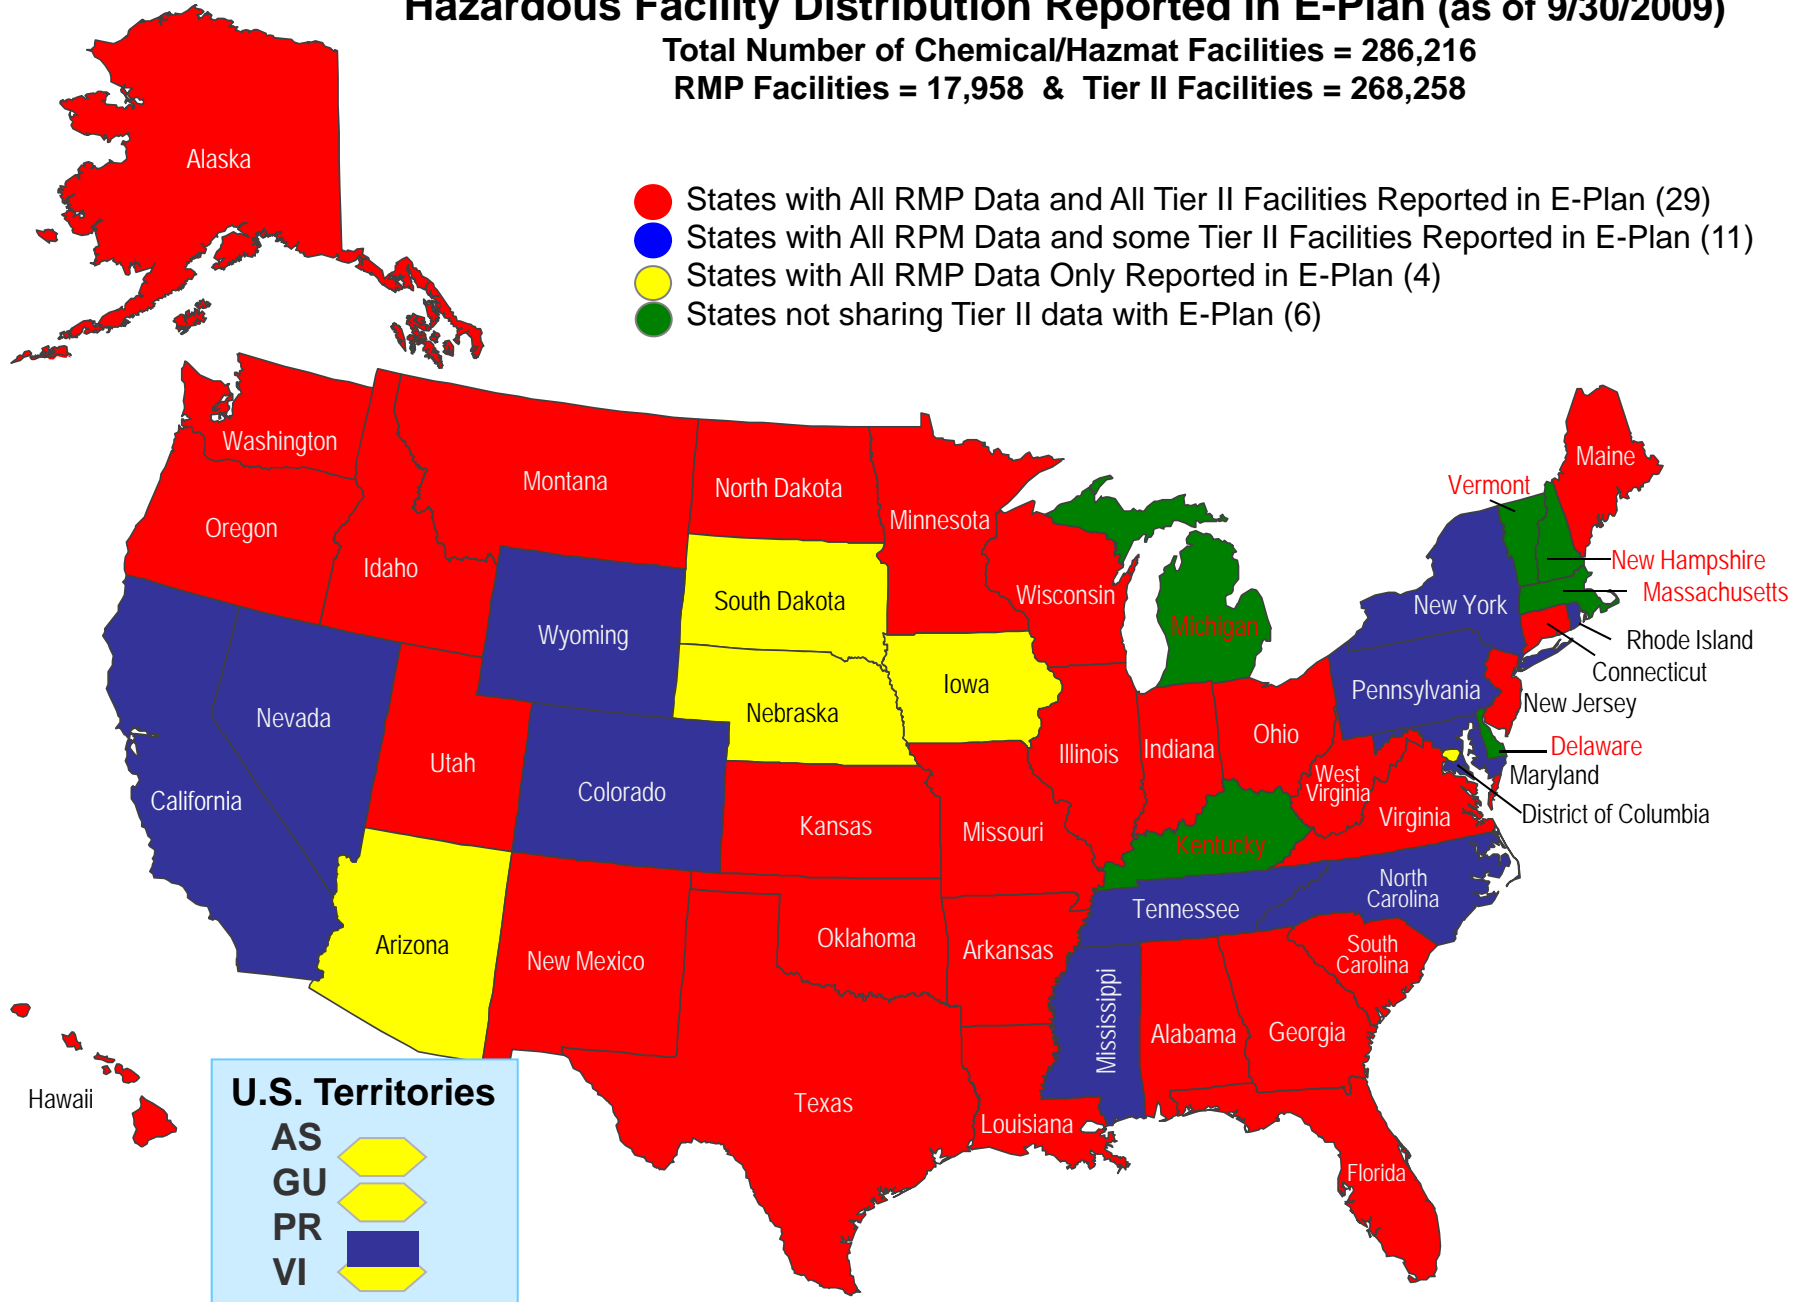 Hazardous Facility Distribution Reported in E-Plan (as of 9/30/2009)
Total Number of Chemical/Hazmat Facilities = 286,216
RMP Facilities = 17,958 & Tier II Facilities = 268,258
States with All RMP Data and All Tier II Facilities Reported in E-Plan (29)
States with All RPM Data and some Tier II Facilities Reported in E-Plan (11)
States with All RMP Data Only Reported in E-Plan (4)
States not sharing Tier II data with E-Plan (6)
Alaska
Washington
Oregon
Idaho
Montana
North Dakota
Minnesota
Wisconsin
Michigan
Vermont
Maine
New Hampshire
Massachusetts
New York
Rhode Island
Connecticut
Pennsylvania
New Jersey
Delaware
Maryland
District of Columbia
South Dakota
Wyoming
Nebraska
Iowa
Illinois
Indiana
Ohio
West
Virginia
Virginia
Kentucky
Nevada
Utah
Colorado
California
Kansas
Missouri
Tennessee
North
Carolina
South
Carolina
Arizona
New Mexico
Oklahoma
Arkansas
Mississippi
Alabama
Georgia
Texas
Louisiana
Florida
Hawaii
U.S. Territories
AS
GU
PR
VI